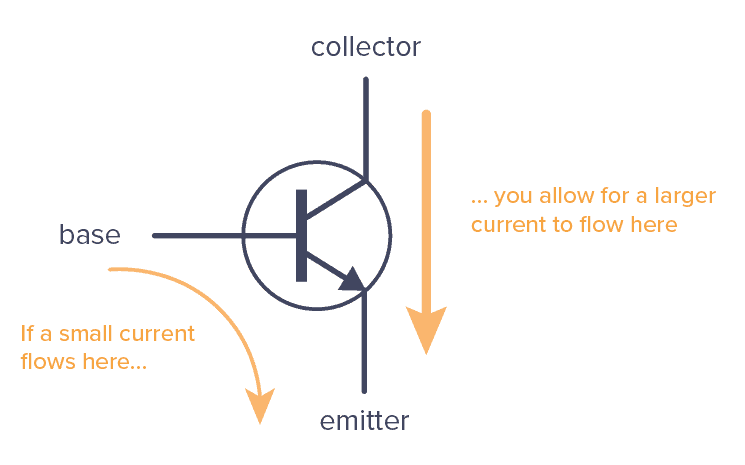 collector
... you allow for a larger
current to flow here
base
If a small current
flows here...
emitter